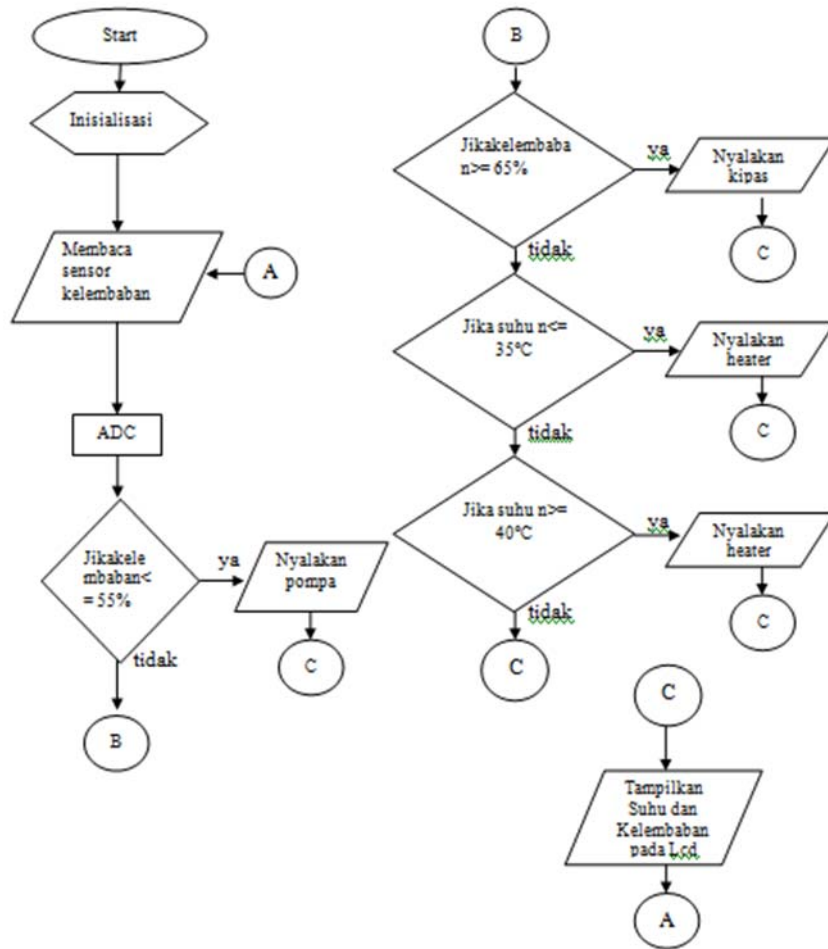 Start
Inisialisasi
Membaca
sensor
kelembaban
A
ADC
Jikakele
mbaban<
= 55%
ya
Nyalakan
pompa
C
tidak
B
B
Jikakelembaba
n>= 65%
ya
Nyalakan
kipas
C
tidak
Jika suhu n<=
35°C
ya
Nyalakan
heater
C
tidak
Jika suhu n>=
40°C
ya
Nyalakan
heater
C
tidak
C
C
Tampilkan
Suhu dan
Kelembaban
pada Lcd
A